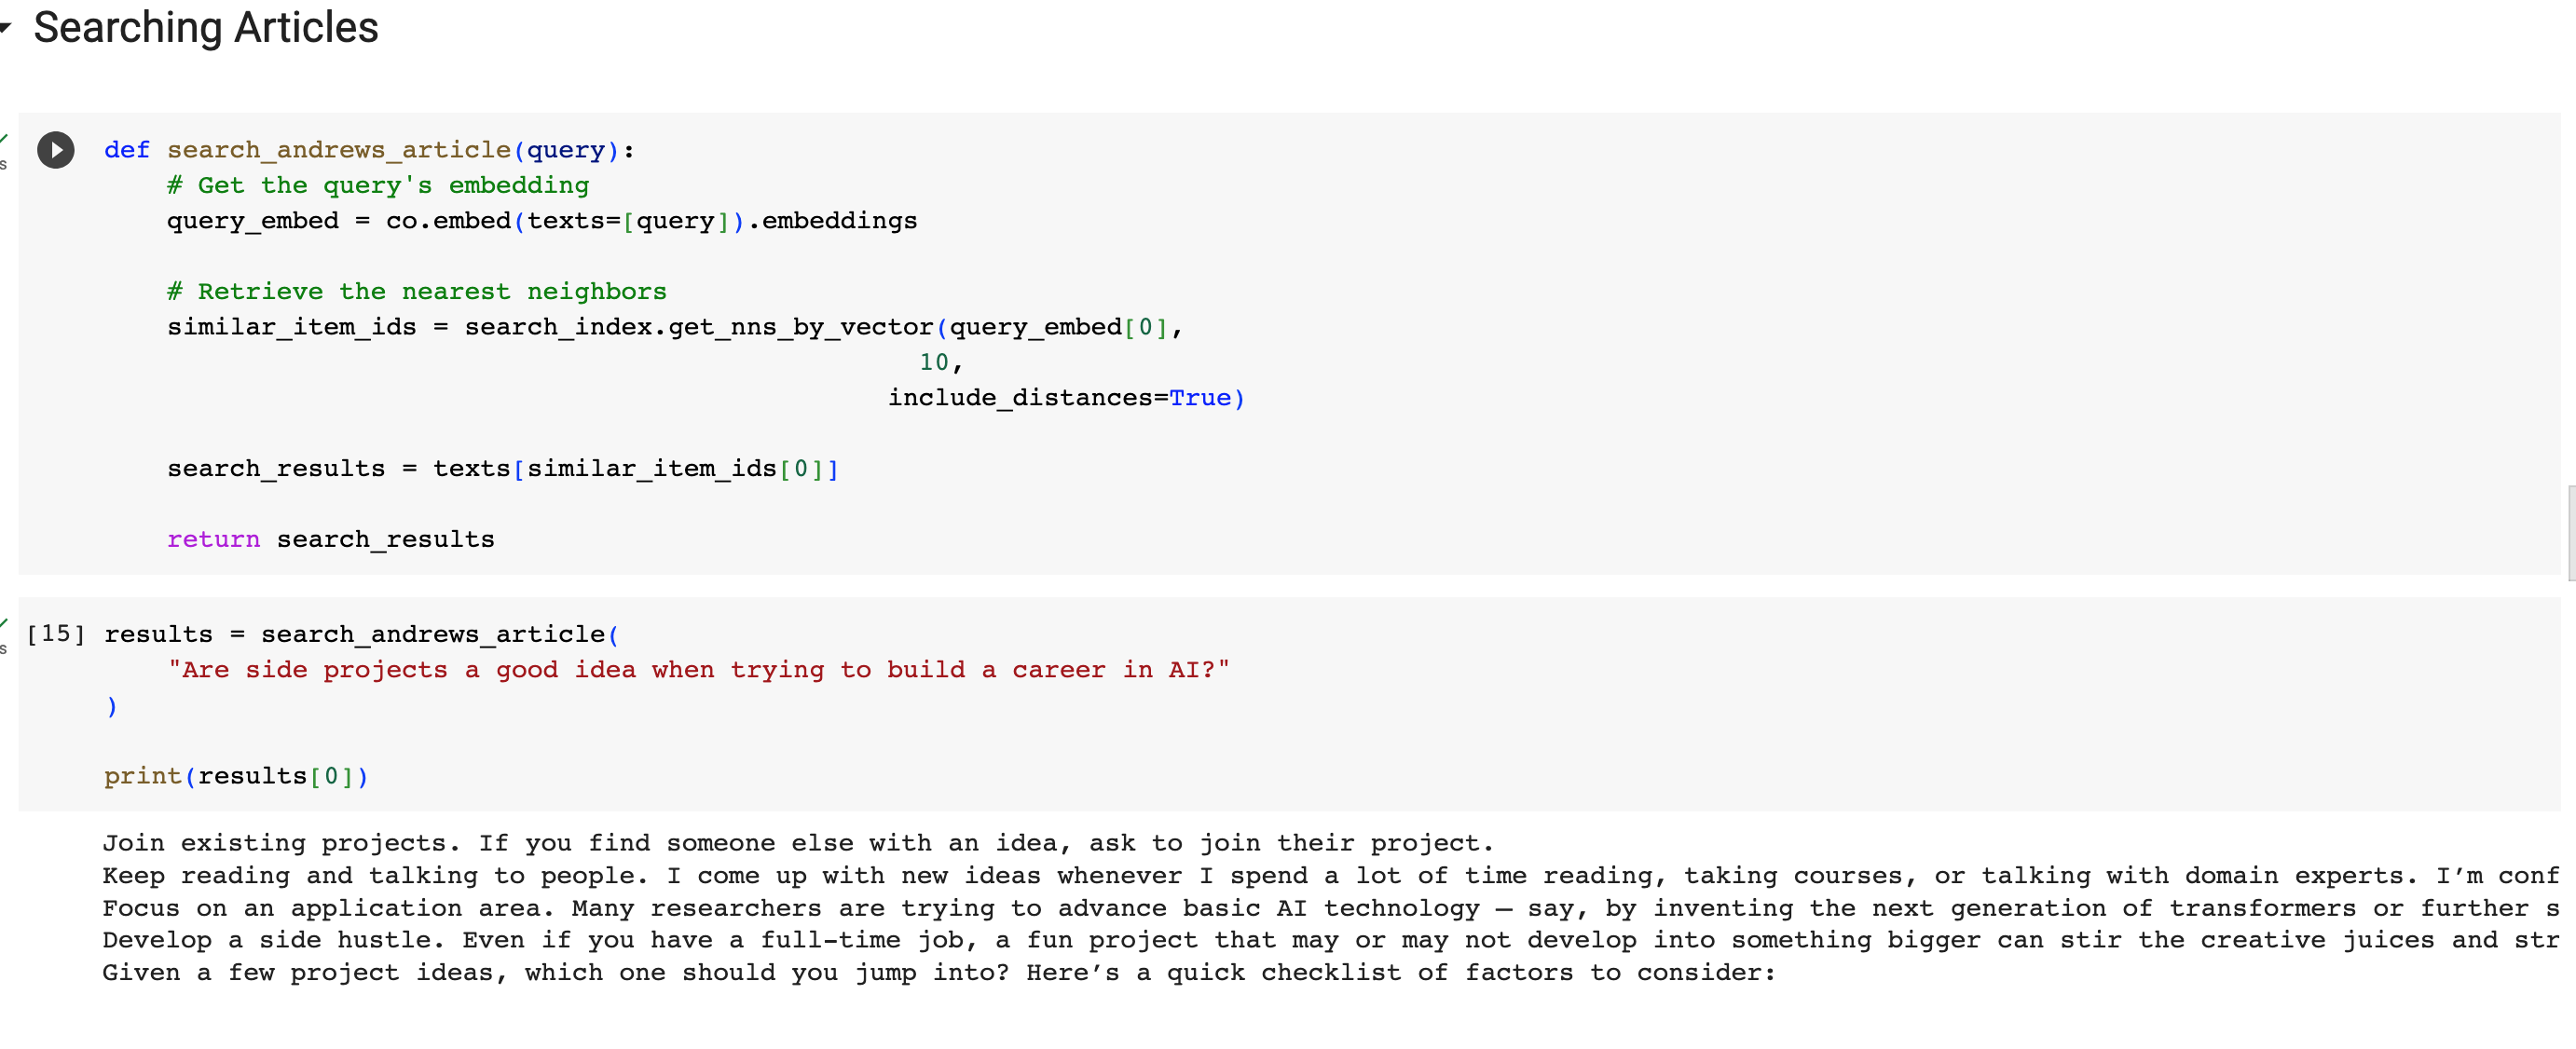 Searching Articles
def search_andrews_article(query):
    # Get the query's embedding
    query_embed = co.embed(texts=[query]).embeddings
    # Retrieve the nearest neighbors
    similar_item_ids = search_index.get_nns_by_vector(query_embed[0],
                                                    10,
                                                  include_distances=True)
    search_results = texts[similar_item_ids[0]]
    return search_results
s
[15] results = search_andrews_article(
    "Are side projects a good idea when trying to build a career in AI?"
)
s
print(results[0])
Join existing projects. If you find someone else with an idea, ask to join their project.
Keep reading and talking to people. I come up with new ideas whenever I spend a lot of time reading, taking courses, or talking with domain experts. I’m conf
Focus on an application area. Many researchers are trying to advance basic AI technology — say, by inventing the next generation of transformers or further s
Develop a side hustle. Even if you have a full-time job, a fun project that may or may not develop into something bigger can stir the creative juices and str
Given a few project ideas, which one should you jump into? Here’s a quick checklist of factors to consider: